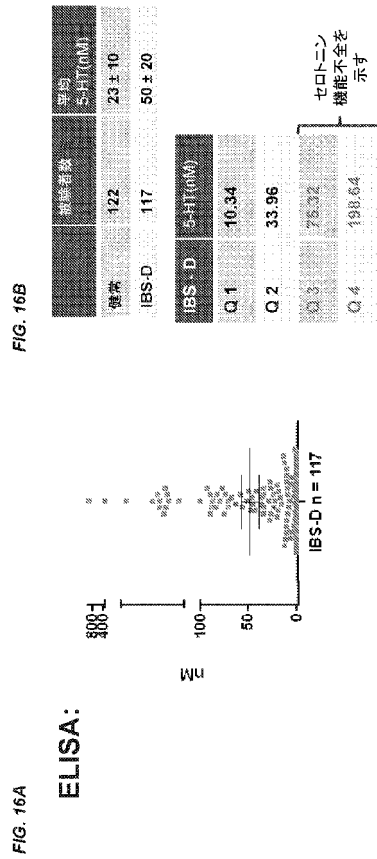 FIG. 16A
ELISA:
nM
800
400
100
50
0
IBS-D n = 117
FIG. 16B
被験者数 平均
5-HT(nM)
健常 122 23 ± 10
IBS-D 117 50 ± 20
IBS - D 5-HT(nM)
Q 1 10.34
Q 2 33.96
Q 3 75.32
Q 4 198.64
セロトニン
機能不全を
示す